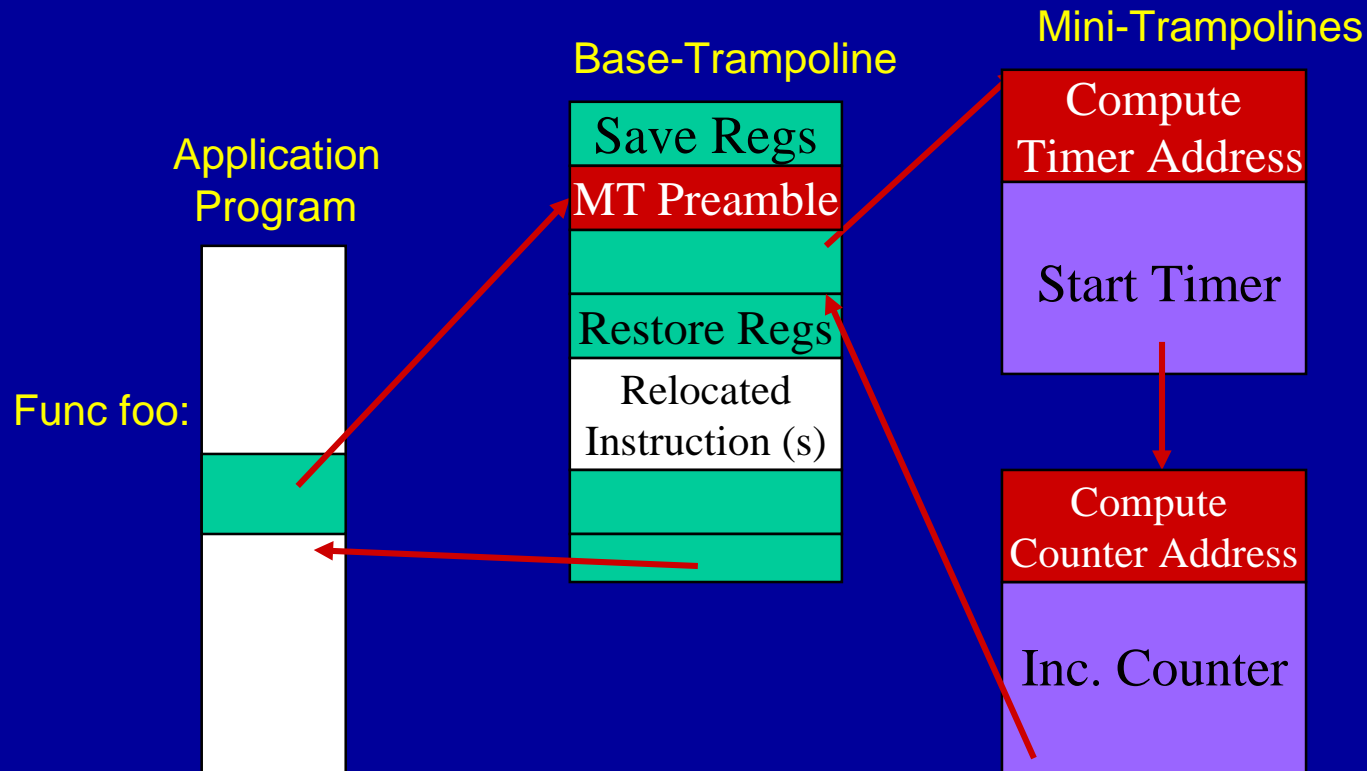 Mini-Trampolines
Base-Trampoline
Application
Program
Func foo:
Save Regs
MT Preamble
Restore Regs
Relocated
Instruction (s)
Compute
Timer Address
Start Timer
Compute
Counter Address
Inc. Counter